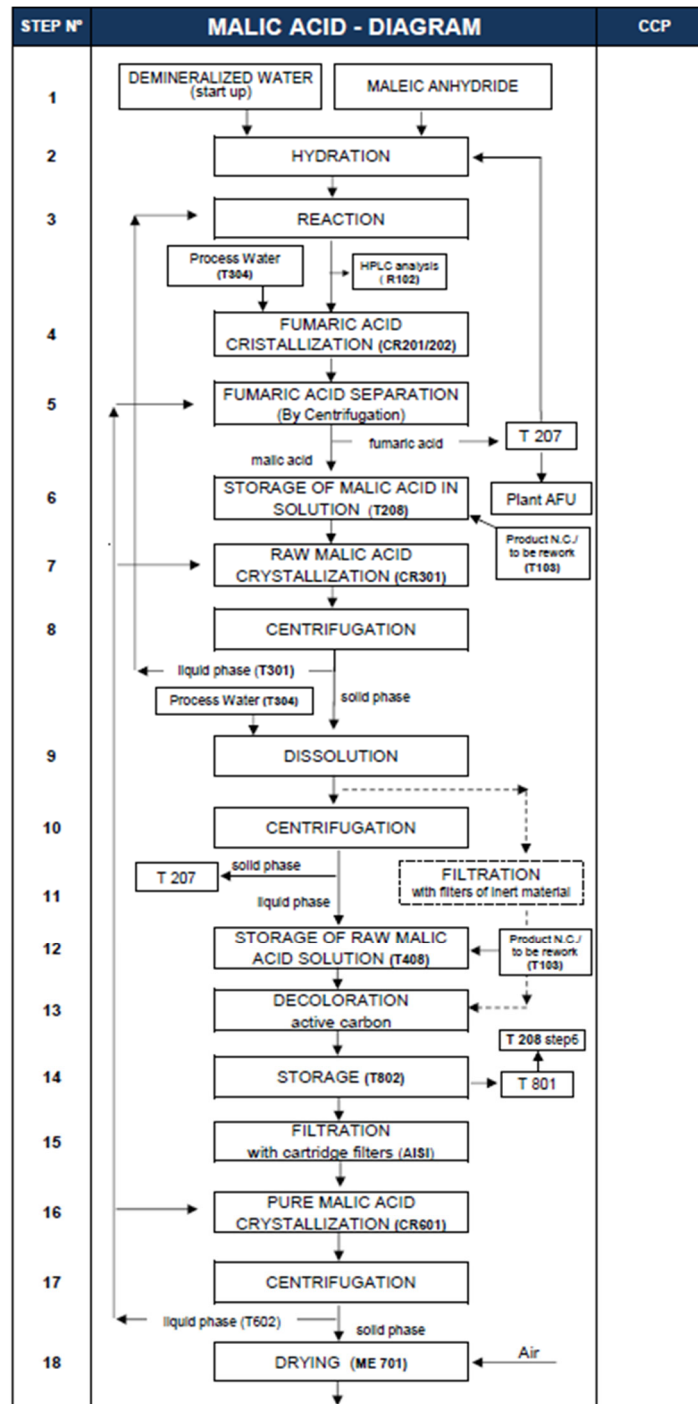 STEP Nº MALIC ACID - DIAGRAM CCP
1
DEMINERALIZED WATER
(start up)
MALEIC ANHYDRIDE
2
HYDRATION
3
REACTION
Process Water
(T304)
HPLC analysis
( R102)
4
FUMARIC ACID
CRISTALLIZATION (CR201/202)
5
FUMARIC ACID SEPARATION
(By Centrifugation)
fumaric acid
T 207
malic acid
Plant AFU
6
STORAGE OF MALIC ACID IN
SOLUTION (T208)
Product N.C./
to be rework
(T103)
7
RAW MALIC ACID
CRYSTALLIZATION (CR301)
8
CENTRIFUGATION
liquid phase (T301)
solid phase
Process Water (T304)
9
DISSOLUTION
10
CENTRIFUGATION
solid phase
T 207
11
liquid phase
FILTRATION
with filters of inert material
12
STORAGE OF RAW MALIC
ACID SOLUTION (T408)
Product N.C./
to be rework
(T103)
13
DECOLORATION
active carbon
T 208 step6
14
STORAGE (T802)
T 801
15
FILTRATION
with cartridge filters (AISI)
16
PURE MALIC ACID
CRYSTALLIZATION (CR601)
17
CENTRIFUGATION
liquid phase (T602)
solid phase
18
DRYING (ME 701)
Air